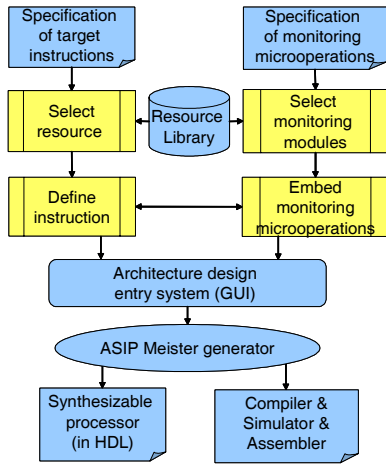 Specification
of target
instructions
Specification
of monitoring
microoperations
Select
resource
Resource
Library
Select
monitoring
modules
Define
instruction
Embed
monitoring
microoperations
Architecture design
entry system (GUI)
ASIP Meister generator
Synthesizable
processor
(in HDL)
Compiler &
Simulator &
Assembler